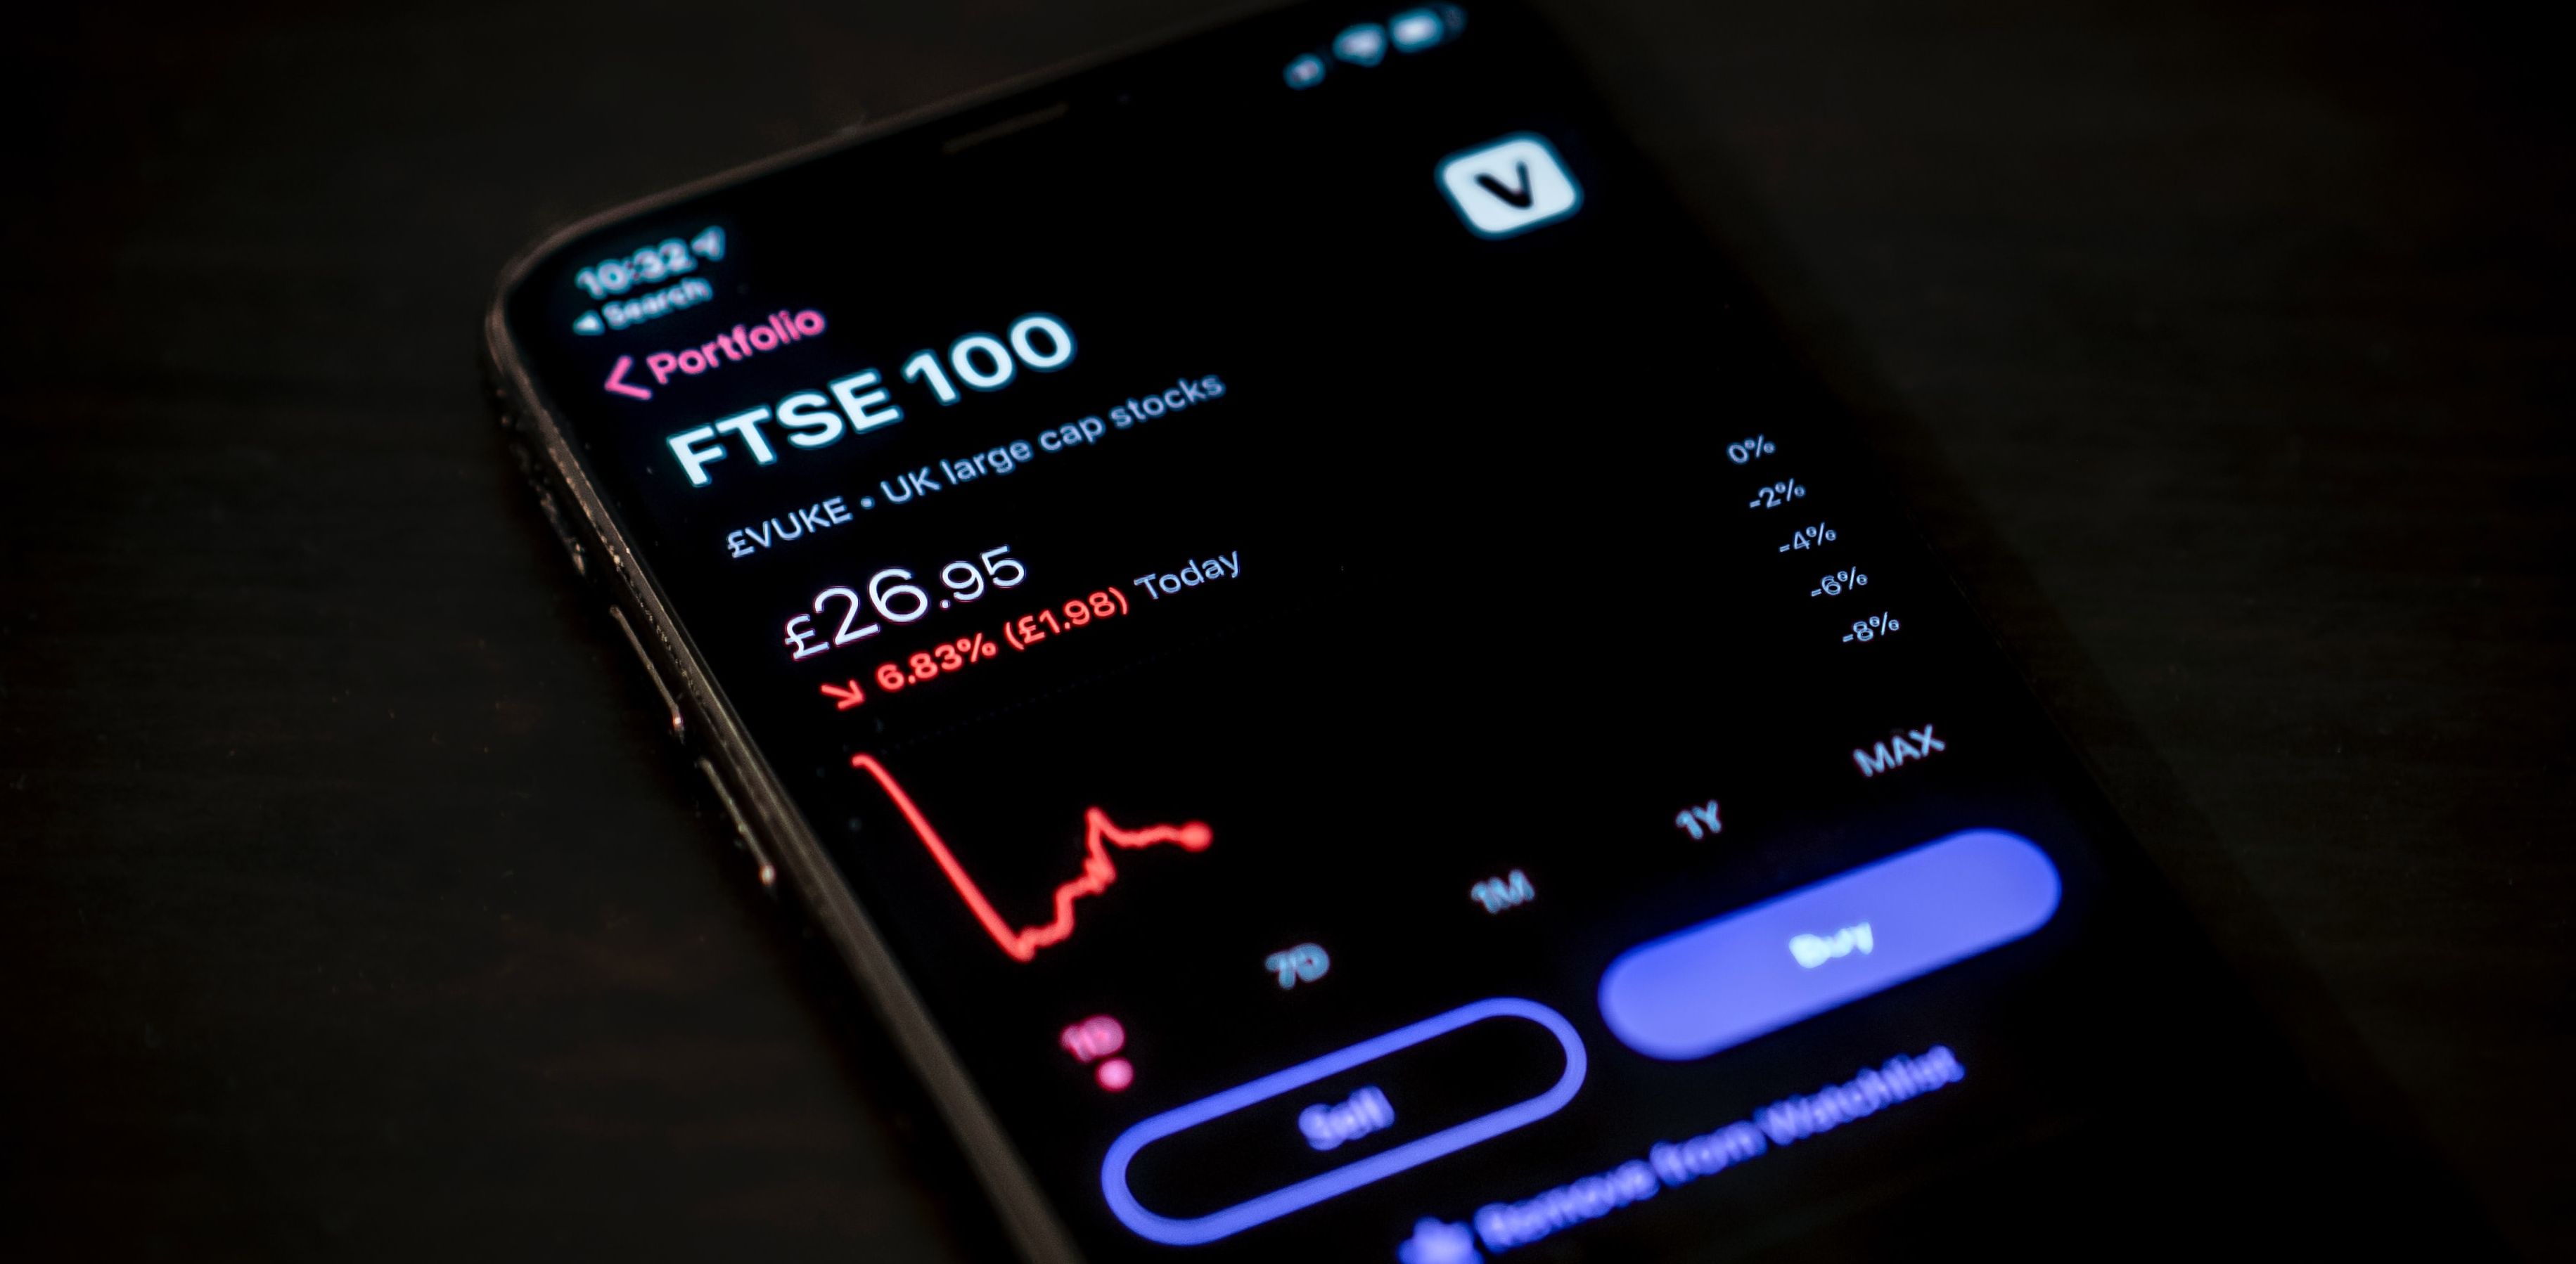 10:32
Search
Portfolio
V
FTSE 100
£VUKE • UK large cap stocks
£26.95
6.83% (£1.98) Today
0%
-2%
-4%
-6%
-8%
1D 7D 1M 1Y MAX
Sell Buy
Remove from Watchlist